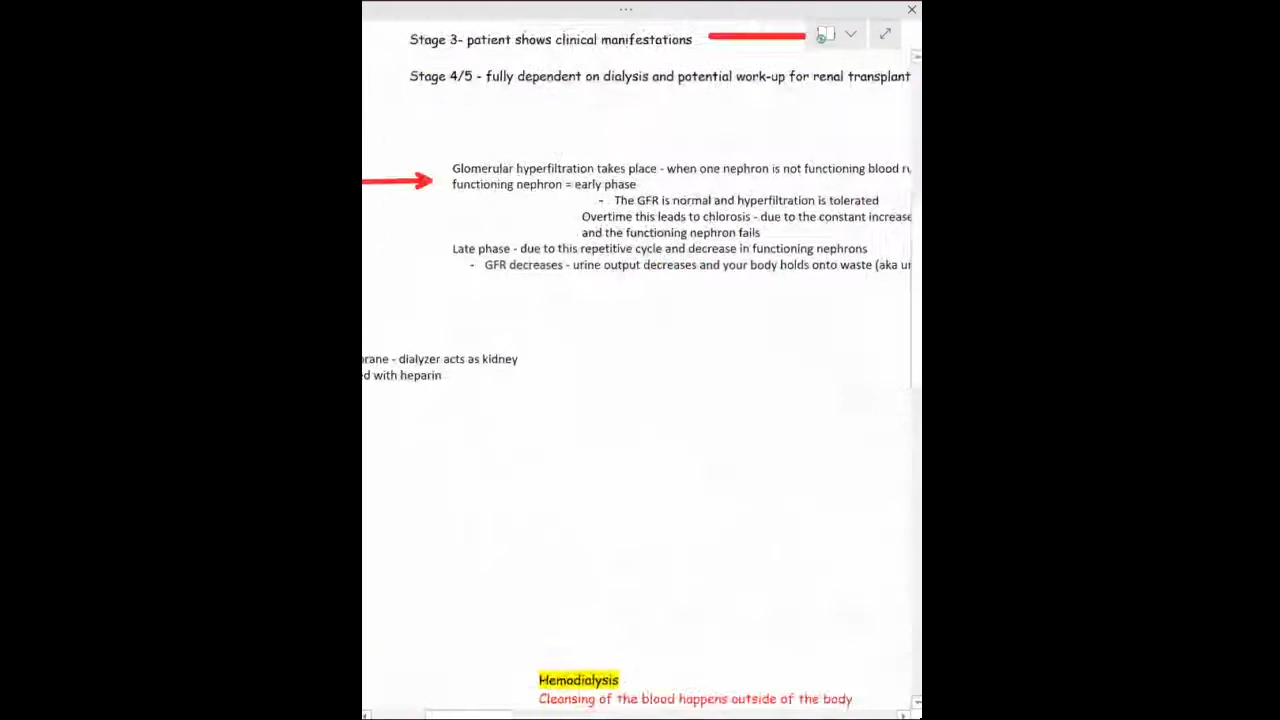 Stage 3- patient shows clinical manifestations
Stage 4/5 - fully dependent on dialysis and potential work-up for renal transplant
Glomerular hyperfiltration takes place - when one nephron is not functioning blood
functioning nephron = early phase
- The GFR is normal and hyperfiltration is tolerated
Overtime this leads to chlorosis - due to the constant increase
and the functioning nephron fails
Late phase - due to this repetitive cycle and decrease in functioning nephrons
- GFR decreases - urine output decreases and your body holds onto waste (aka
- dialyzer acts as kidney
with heparin
Hemodialysis
Cleansing of the blood happens outside of the body